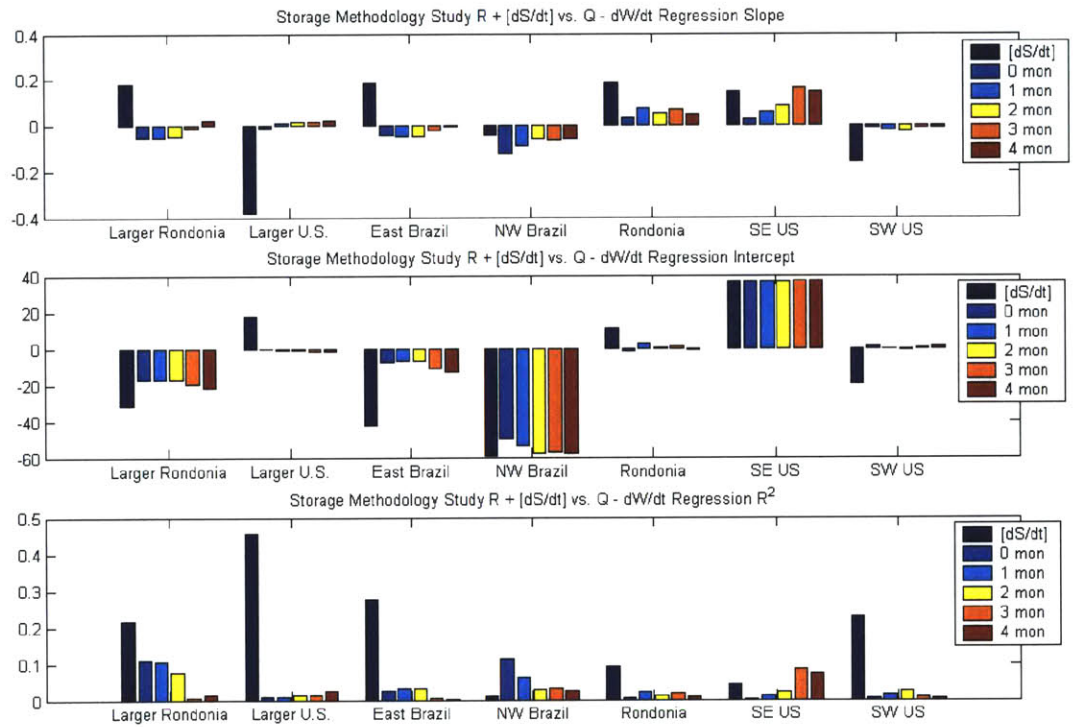 Storage Methodology Study R + [dS/dt] vs. Q - dW/dt Regression Slope
0.4
0.2
0
-0.2
-0.4
[dS/dt]
0 mon
1 mon
2 mon
3 mon
4 mon
Larger Rondonia Larger U.S. East Brazil NW Brazil Rondonia SE US SW US
Storage Methodology Study R + [dS/dt] vs. Q - dW/dt Regression Intercept
40
20
0
-20
-40
-60
[dS/dt]
0 mon
1 mon
2 mon
3 mon
4 mon
Larger Rondonia Larger U.S. East Brazil NW Brazil Rondonia SE US SW US
Storage Methodology Study R + [dS/dt] vs. Q - dW/dt Regression R²
0.5
0.4
0.3
0.2
0.1
0
[dS/dt]
0 mon
1 mon
2 mon
3 mon
4 mon
Larger Rondonia Larger U.S. East Brazil NW Brazil Rondonia SE US SW US